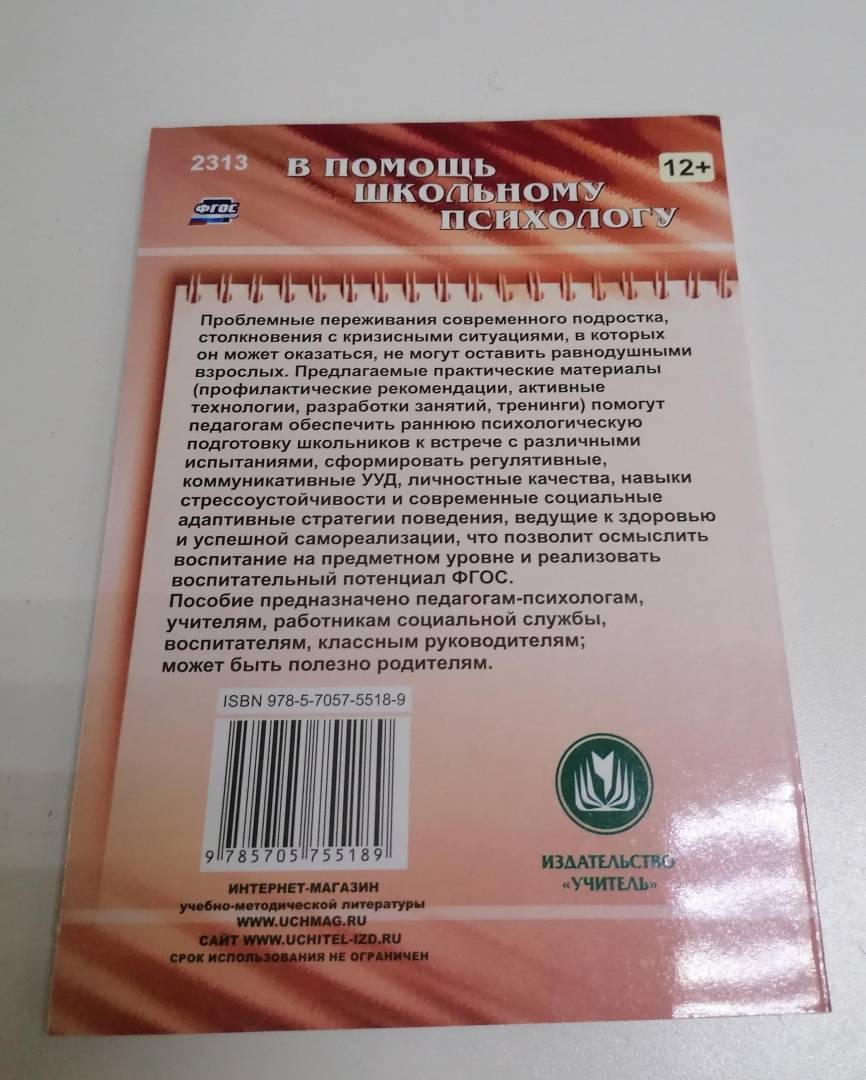 2313
В ПОМОЩЬ
ШКОЛЬНОМУ
ПСИХОЛОГУ
12+
ФГОС
Проблемные переживания современного подростка,
столкновения с кризисными ситуациями, в которых
он может оказаться, не могут оставить равнодушными
взрослых. Предлагаемые практические материалы
(профилактические рекомендации, активные
технологии, разработки занятий, тренинги) помогут
педагогам обеспечить раннюю психологическую
подготовку школьников к встрече с различными
испытаниями, сформировать регулятивные,
коммуникативные УУД, личностные качества, навыки
стрессоустойчивости и современные социальные
адаптивные стратегии поведения, ведущие к здоровью
и успешной самореализации, что позволит осмыслить
воспитание на предметном уровне и реализовать
воспитательный потенциал ФГОС.
Пособие предназначено педагогам-психологам,
учителям, работникам социальной службы,
воспитателям, классным руководителям;
может быть полезно родителям.
ISBN 978-5-7057-5518-9
9 785705 755189
ИНТЕРНЕТ-МАГАЗИН
учебно-методической литературы
WWW.UCHMAG.RU
САЙТ WWW.UCHITEL-IZD.RU
СРОК ИСПОЛЬЗОВАНИЯ НЕ ОГРАНИЧЕН
ИЗДАТЕЛЬСТВО
«УЧИТЕЛЬ»